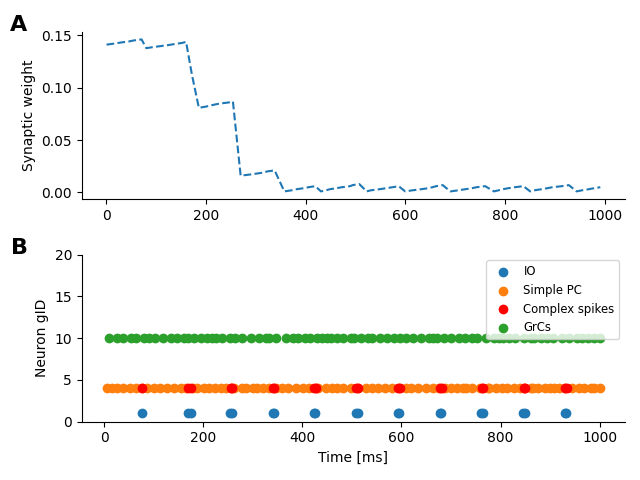 A
0.15
0.10
0.05
0.00
Synaptic weight
0 200 400 600 800 1000
B
20
15
10
5
0
Neuron gID
IO
Simple PC
Complex spikes
GrCs
0 200 400 600 800 1000
Time [ms]